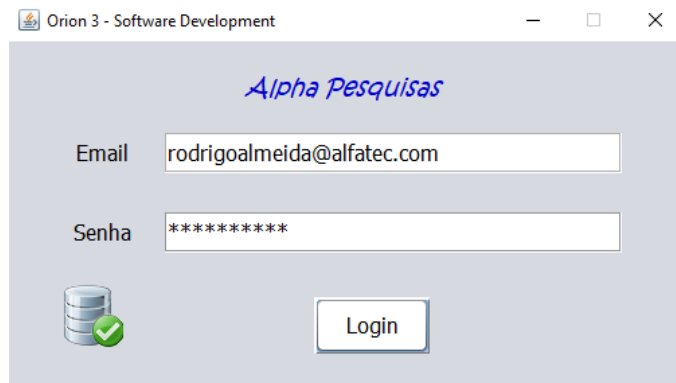 Orion 3 - Software Development
Alpha Pesquisas
Email rodrigoalmeida@alfatec.com
Senha **********
Login